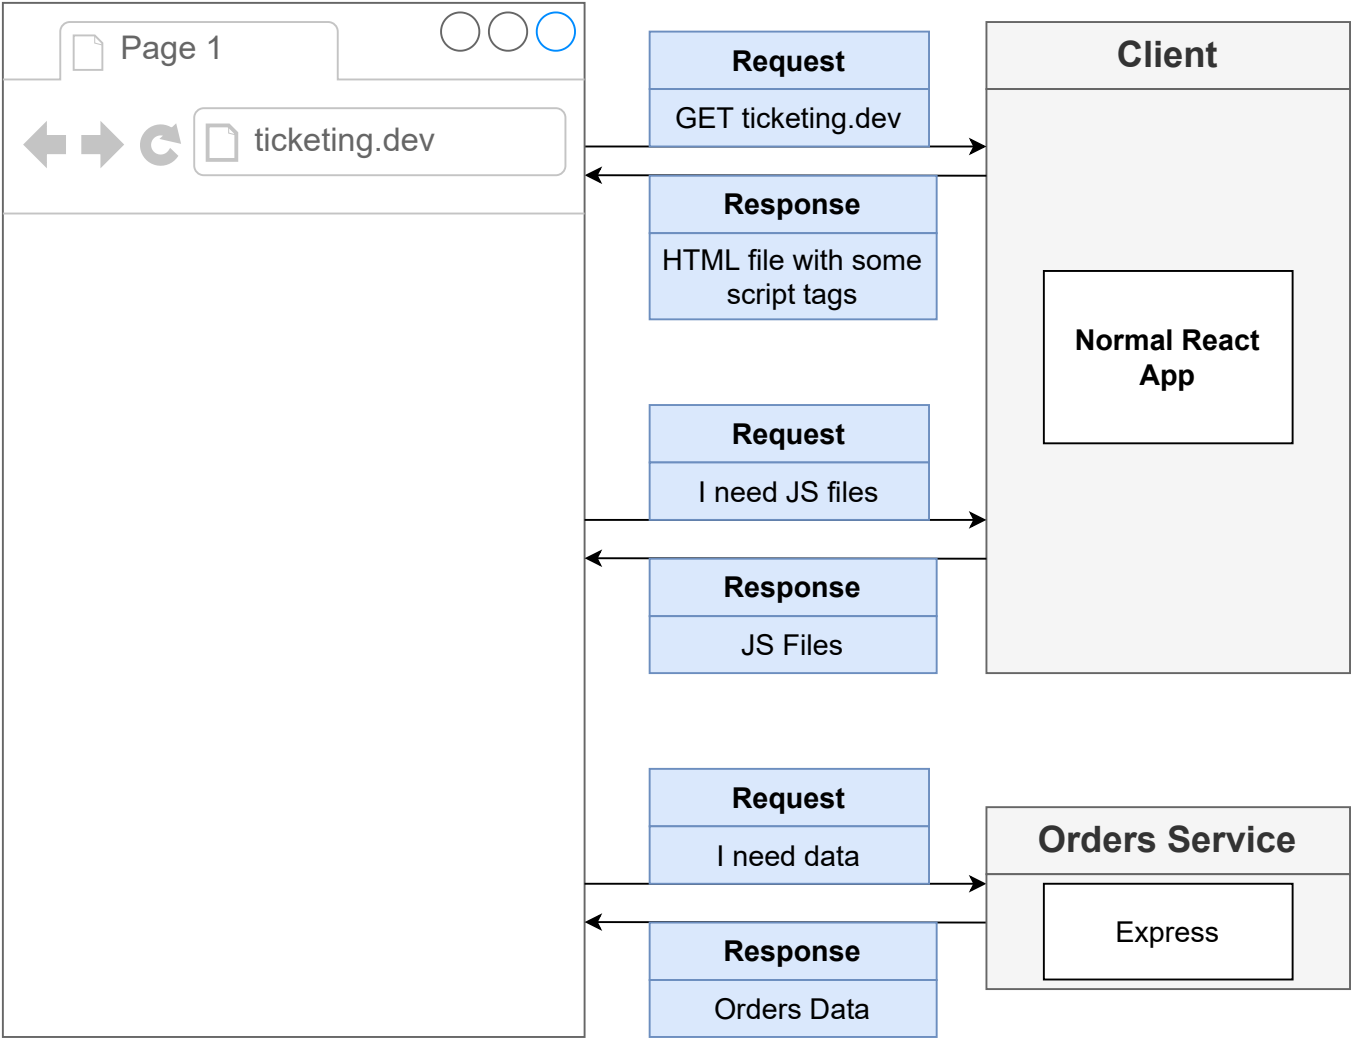 Page 1
ticketing.dev
Request
GET ticketing.dev
Response
HTML file with some
script tags
Request
I need JS files
Response
JS Files
Request
I need data
Response
Orders Data
Client
Normal React
App
Orders Service
Express